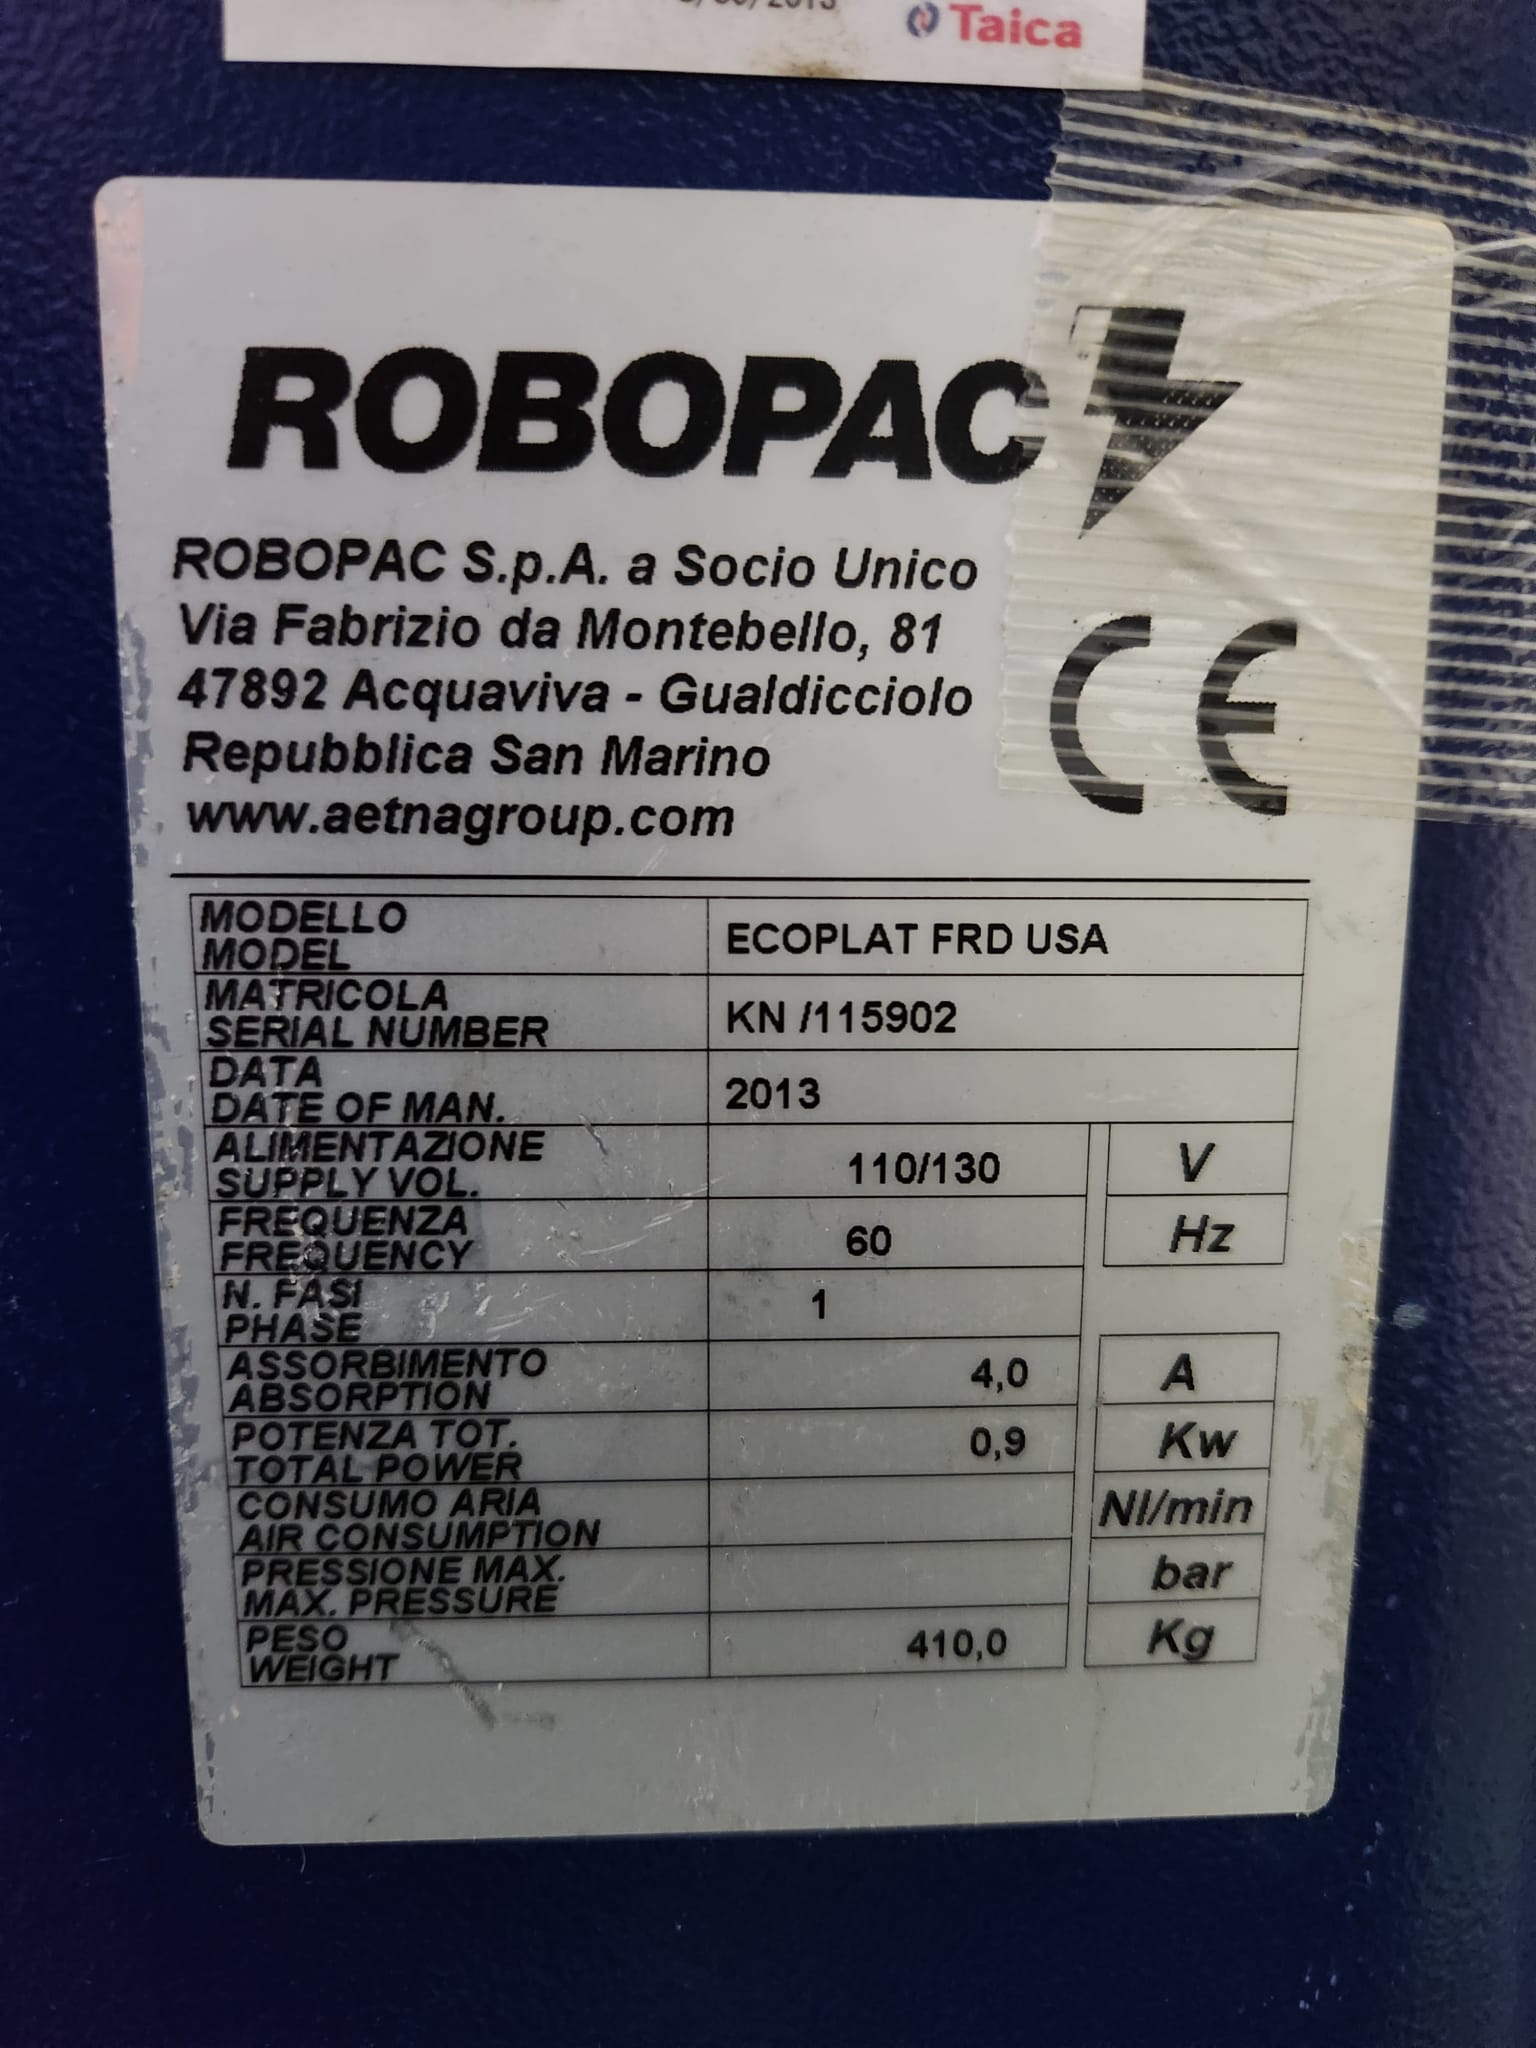 Taica
ROBOPAC
ROBOPAC S.p.A. a Socio Unico
Via Fabrizio da Montebello, 81
47892 Acquaviva - Gualdicciolo
Repubblica San Marino
www.aetnagroup.com
CE
MODELLO
MODEL
ECOPLAT FRD USA
MATRICOLA
SERIAL NUMBER
KN /115902
DATA
DATE OF MAN.
2013
ALIMENTAZIONE
SUPPLY VOL.
110/130 V
FREQUENZA
FREQUENCY
60 Hz
N. FASI
PHASE
1
ASSORBIMENTO
ABSORPTION
4,0 A
POTENZA TOT.
TOTAL POWER
0,9 Kw
CONSUMO ARIA
AIR CONSUMPTION
Nl/min
PRESSIONE MAX.
MAX. PRESSURE
bar
PESO
WEIGHT
410,0 Kg